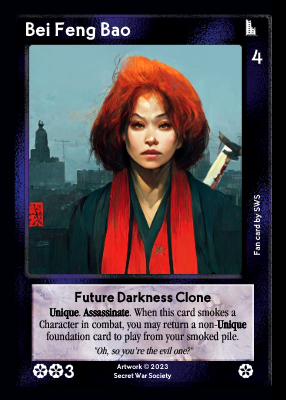 Bei Feng Bao
4
Fan card by SWS
Future Darkness Clone
Unique. Assassinate. When this card smokes a
Character in combat, you may return a non-Unique
foundation card to play from your smoked pile.
"Oh, so you're the evil one?"
3
Artwork © 2023
Secret War Society